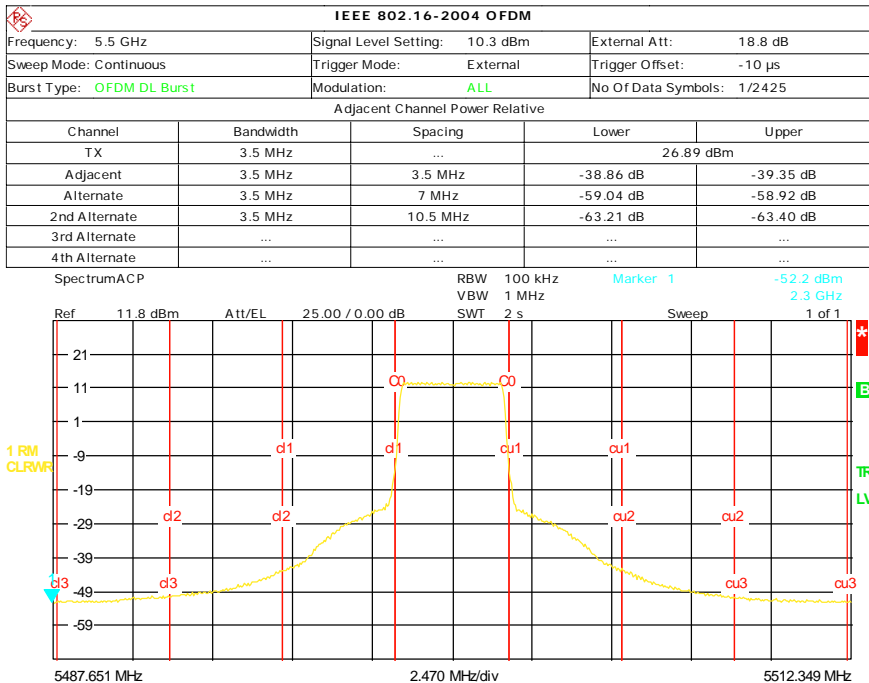 IEEE 802.16-2004 OFDM
Frequency: 5.5 GHz Signal Level Setting: 10.3 dBm External Att: 18.8 dB
Sweep Mode: Continuous Trigger Mode: External Trigger Offset: -10 µs
Burst Type: OFDM DL Burst Modulation: ALL No Of Data Symbols: 1/2425
Adjacent Channel Power Relative
Channel Bandwidth Spacing Lower Upper
TX 3.5 MHz ... 26.89 dBm
Adjacent 3.5 MHz 3.5 MHz -38.86 dB -39.35 dB
Alternate 3.5 MHz 7 MHz -59.04 dB -58.92 dB
2nd Alternate 3.5 MHz 10.5 MHz -63.21 dB -63.40 dB
3rd Alternate ... ... ... ...
4th Alternate ... ... ... ...
SpectrumACP RBW 100 kHz Marker 1 -52.2 dBm
VBW 1 MHz 2.3 GHz
Ref 11.8 dBm Att/EL 25.00 / 0.00 dB SWT 2 s Sweep 1 of 1
*
21
C0 C0
11 B
1
cl1 cl1 cu1 cu1
1 RM -9
CLRWR TR
-19
LV
cl2 cl2 cu2 cu2
-29
-39
1
cl3 cl3 cu3 cu3
-49
-59
5487.651 MHz 2.470 MHz/div 5512.349 MHz